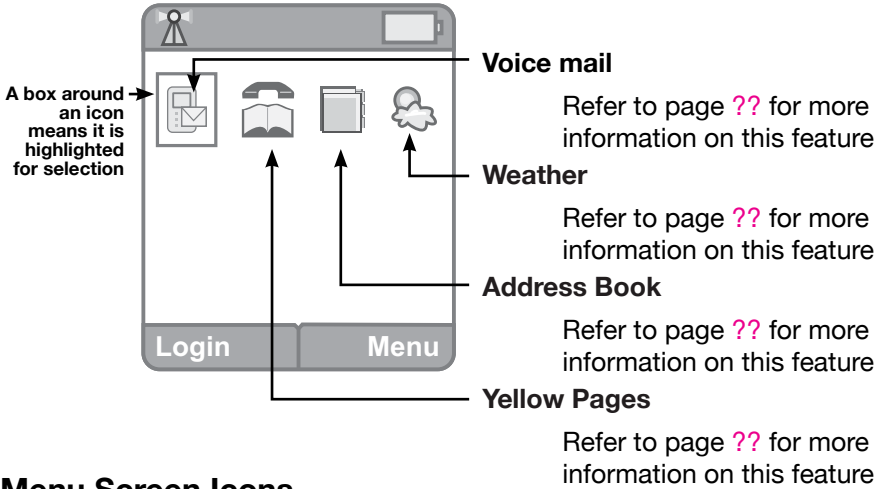 A box around
an icon
means it is
highlighted
for selection
Login
Menu
Voice mail
Refer to page ?? for more
information on this feature
Weather
Refer to page ?? for more
information on this feature
Address Book
Refer to page ?? for more
information on this feature
Yellow Pages
Refer to page ?? for more
information on this feature
Menu Screen Icons